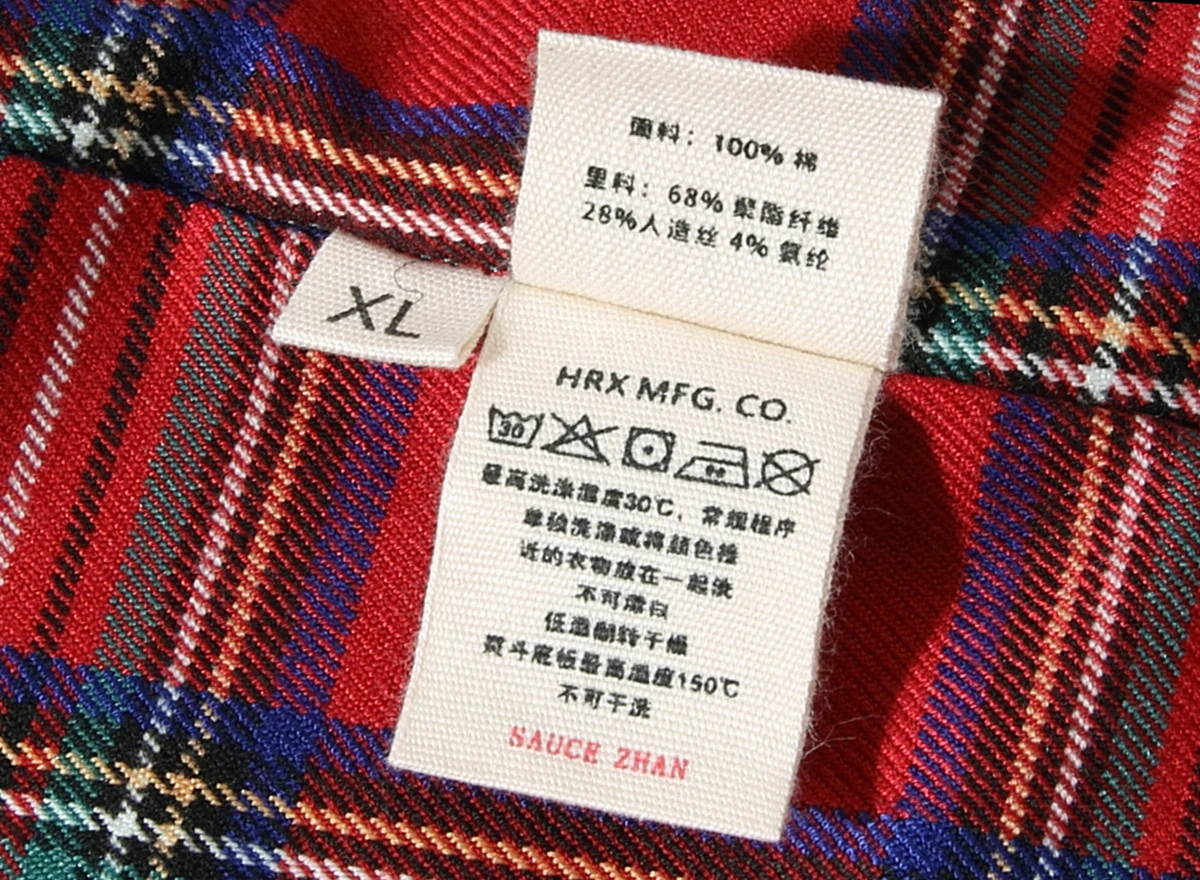 面料：100% 棉
里料：68% 聚酯纤维
28%人造丝 4% 氨纶
XL
HRX MFG. CO.
30
最高洗涤温度30℃，常规程序
单独洗涤或将颜色接
近的衣物放在一起洗
不可漂白
低温翻转干燥
熨斗底板最高温度150℃
不可干洗
SAUCE ZHAN